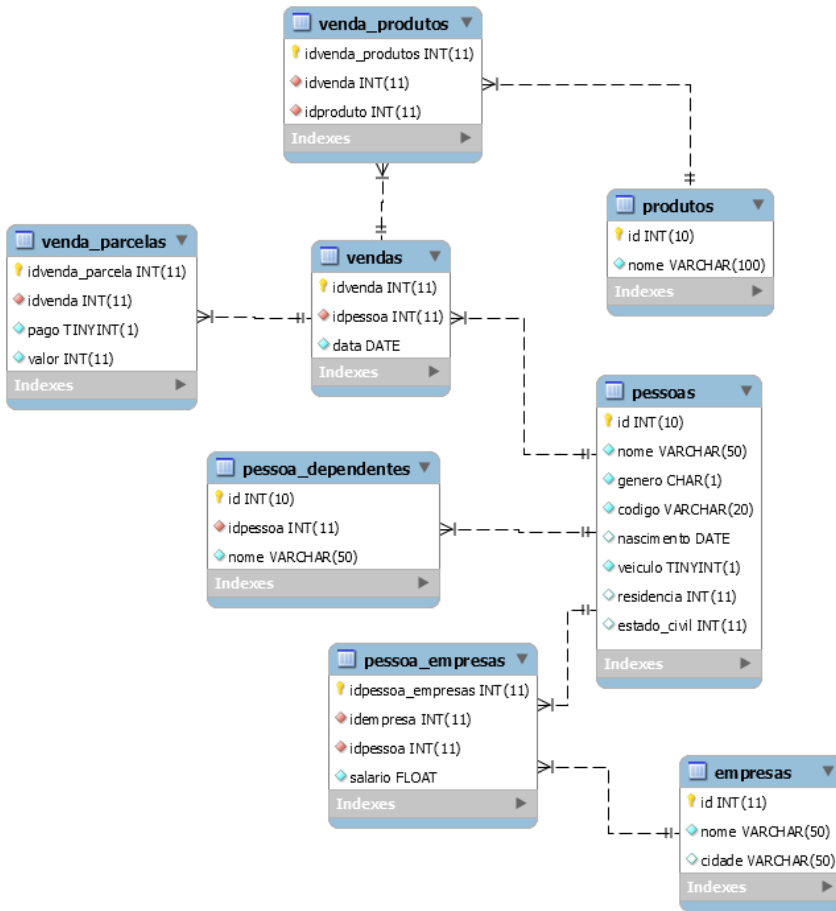 venda_produtos
idvenda_produtos INT(11)
idvenda INT(11)
idproduto INT(11)
Indexes
produtos
id INT(10)
nome VARCHAR(100)
Indexes
venda_parcelas
idvenda_parcela INT(11)
idvenda INT(11)
pago TINYINT(1)
valor INT(11)
Indexes
vendas
idvenda INT(11)
idpessoa INT(11)
data DATE
Indexes
pessoas
id INT(10)
nome VARCHAR(50)
genero CHAR(1)
codigo VARCHAR(20)
nascimento DATE
veiculo TINYINT(1)
residencia INT(11)
estado_civil INT(11)
Indexes
pessoa_dependentes
id INT(10)
idpessoa INT(11)
nome VARCHAR(50)
Indexes
pessoa_empresas
idpessoa_empresas INT(11)
idempresa INT(11)
idpessoa INT(11)
salario FLOAT
Indexes
empresas
id INT(11)
nome VARCHAR(50)
cidade VARCHAR(50)
Indexes